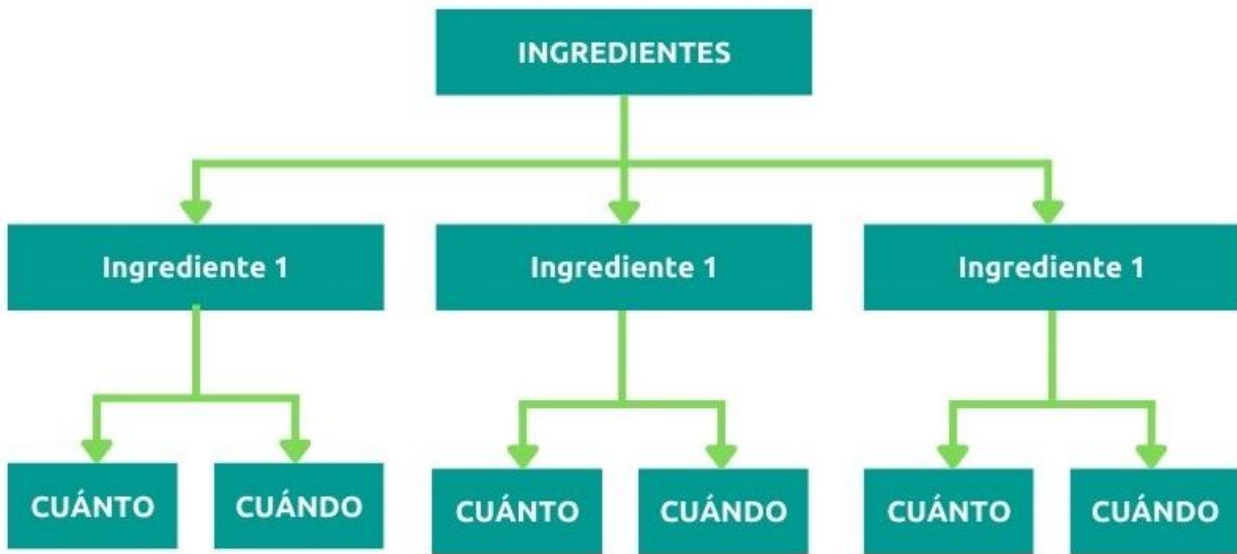 INGREDIENTES
Ingrediente 1
Ingrediente 1
Ingrediente 1
CUÁNTO
CUÁNDO
CUÁNTO
CUÁNDO
CUÁNTO
CUÁNDO